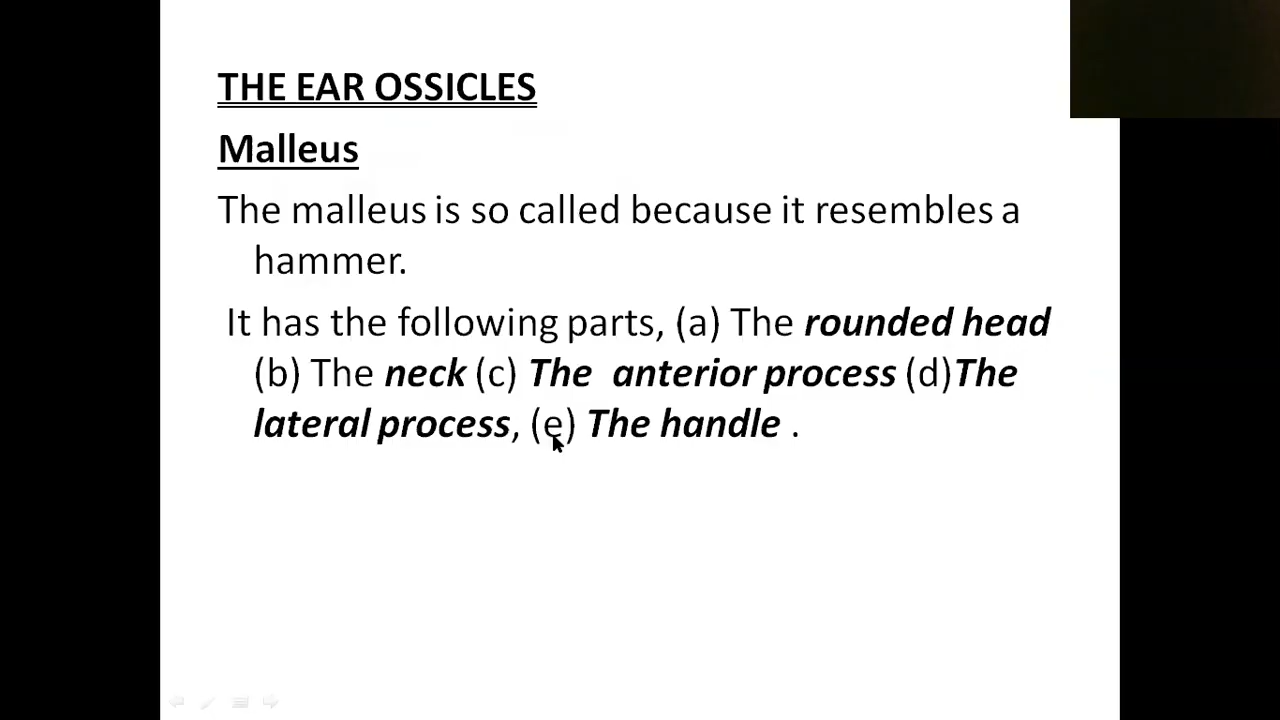 THE EAR OSSICLES
Malleus
The malleus is so called because it resembles a
hammer.
It has the following parts, (a) The rounded head
(b) The neck (c) The  anterior process (d)The
lateral process, (e) The handle .